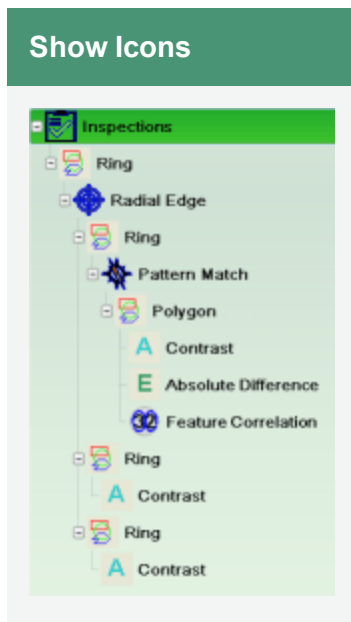 Show Icons
Inspections
Ring
Radial Edge
Ring
Pattern Match
Polygon
A Contrast
E Absolute Difference
32 Feature Correlation
Ring
A Contrast
Ring
A Contrast